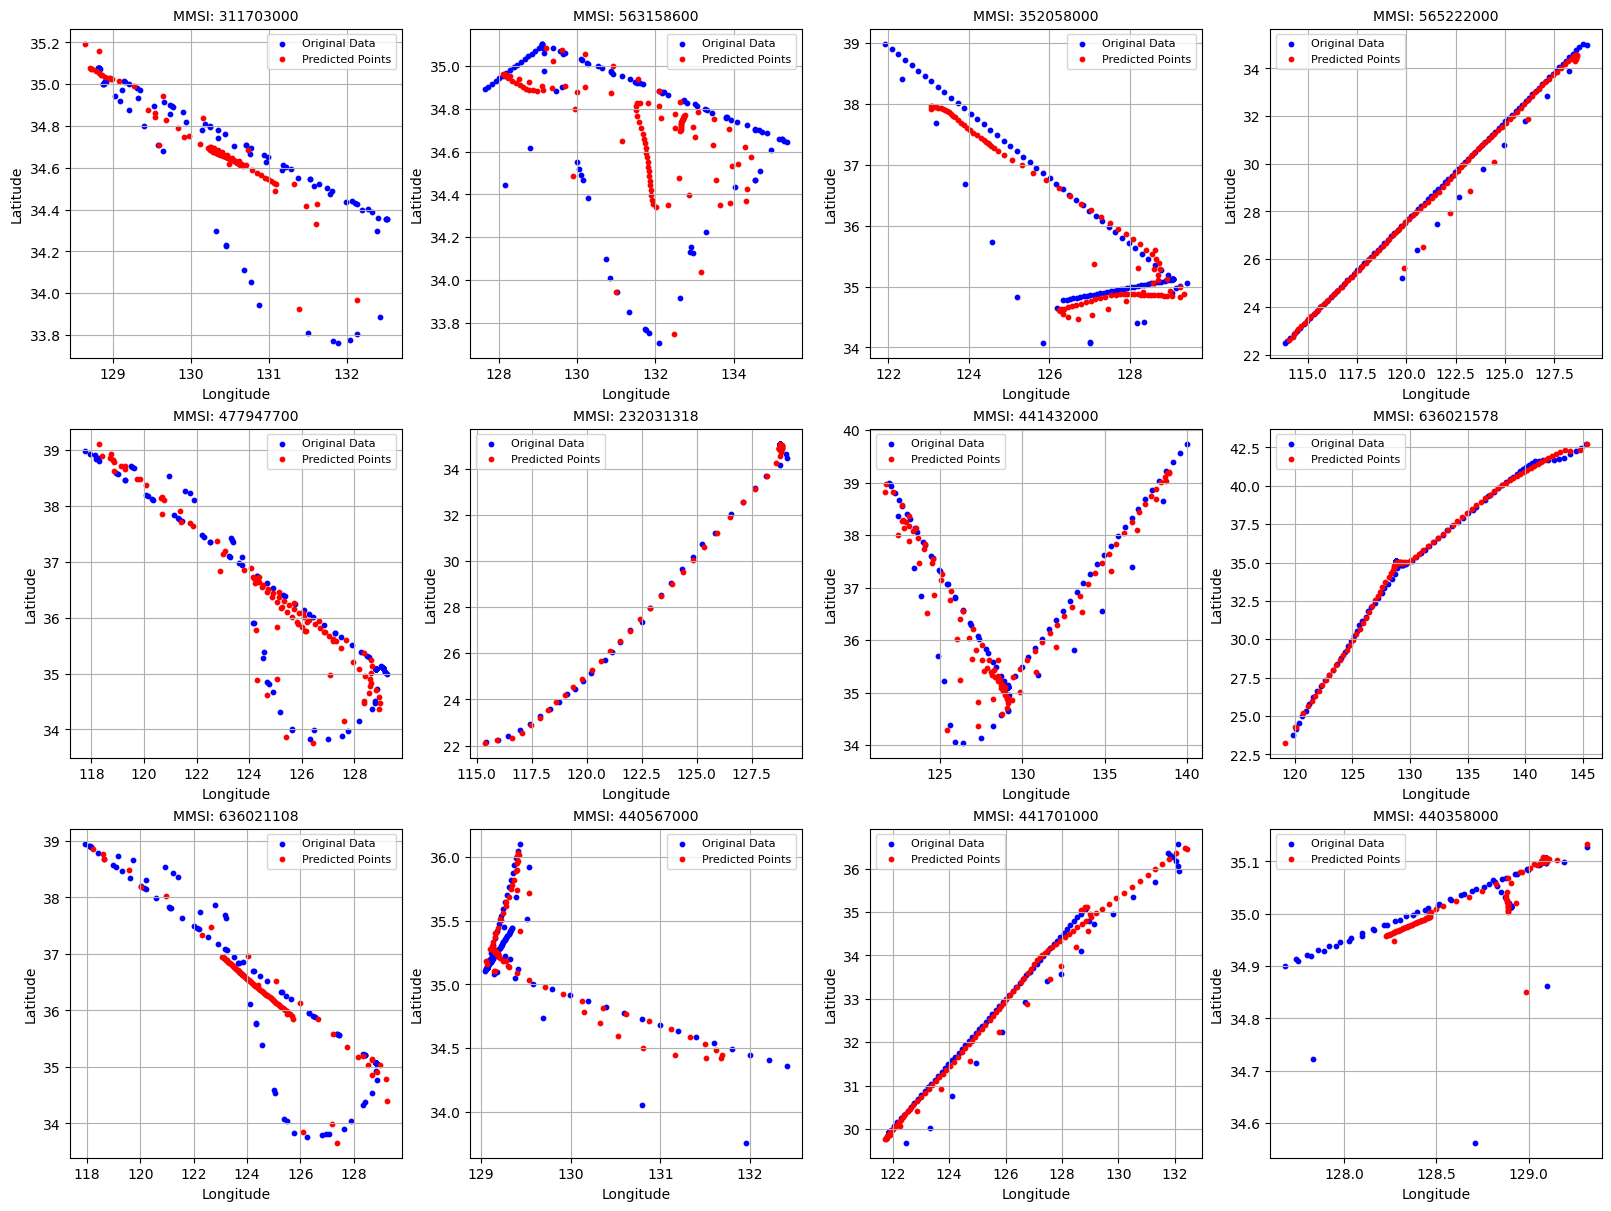 MMSI: 311703000
Original Data
Predicted Points
Latitude
35.2
35.0
34.8
34.6
34.4
34.2
34.0
33.8
129 130 131 132
Longitude
MMSI: 563158600
Original Data
Predicted Points
Latitude
35.0
34.8
34.6
34.4
34.2
34.0
33.8
128 130 132 134
Longitude
MMSI: 352058000
Original Data
Predicted Points
Latitude
39
38
37
36
35
34
122 124 126 128
Longitude
MMSI: 565222000
Original Data
Predicted Points
Latitude
34
32
30
28
26
24
22
115.0 117.5 120.0 122.5 125.0 127.5
Longitude
MMSI: 477947700
Original Data
Predicted Points
Latitude
39
38
37
36
35
34
118 120 122 124 126 128
Longitude
MMSI: 232031318
Original Data
Predicted Points
Latitude
34
32
30
28
26
24
22
115.0 117.5 120.0 122.5 125.0 127.5
Longitude
MMSI: 441432000
Original Data
Predicted Points
Latitude
40
39
38
37
36
35
34
125 130 135 140
Longitude
MMSI: 636021578
Original Data
Predicted Points
Latitude
42.5
40.0
37.5
35.0
32.5
30.0
27.5
25.0
22.5
120 125 130 135 140 145
Longitude
MMSI: 636021108
Original Data
Predicted Points
Latitude
39
38
37
36
35
34
118 120 122 124 126 128
Longitude
MMSI: 440567000
Original Data
Predicted Points
Latitude
36.0
35.5
35.0
34.5
34.0
129 130 131 132
Longitude
MMSI: 441701000
Original Data
Predicted Points
Latitude
36
35
34
33
32
31
30
122 124 126 128 130 132
Longitude
MMSI: 440358000
Original Data
Predicted Points
Latitude
35.1
35.0
34.9
34.8
34.7
34.6
128.0 128.5 129.0
Longitude